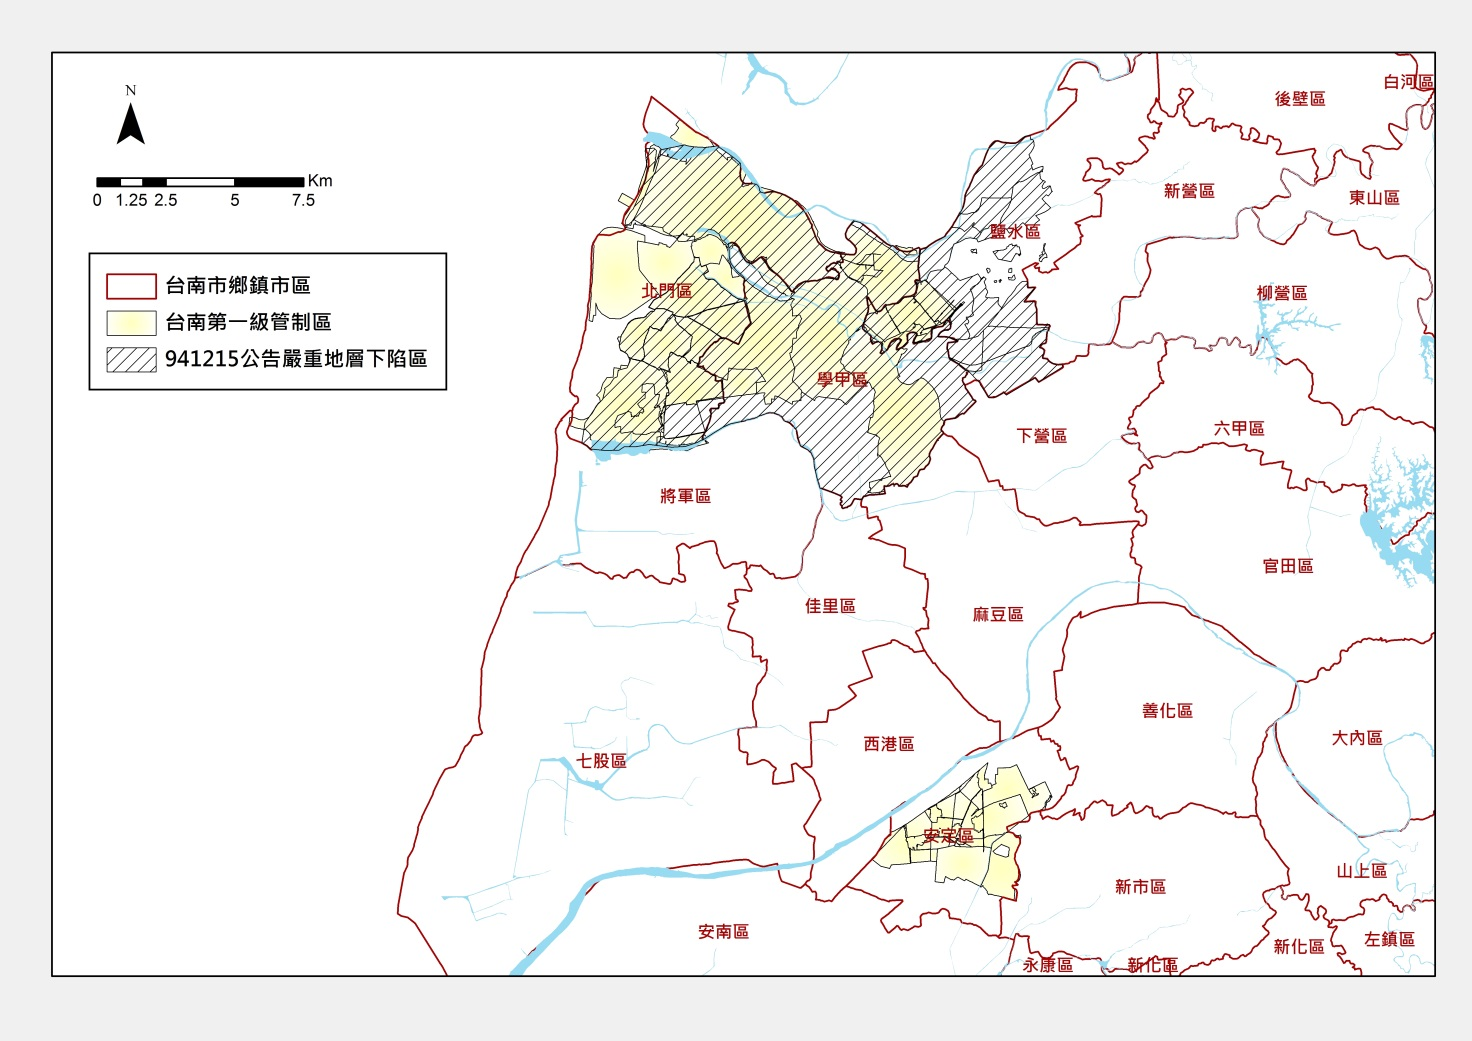 N
Km
0 1.25 2.5 5 7.5
台南市鄉鎮市區
台南第一級管制區
941215公告嚴重地層下陷區
白河區
後壁區
新營區
東山區
鹽水區
北門區
柳營區
學甲區
下營區
六甲區
將軍區
官田區
佳里區
麻豆區
善化區
西港區
大內區
七股區
安定區
山上區
新市區
安南區
左鎮區
新化區
永康區
新化區